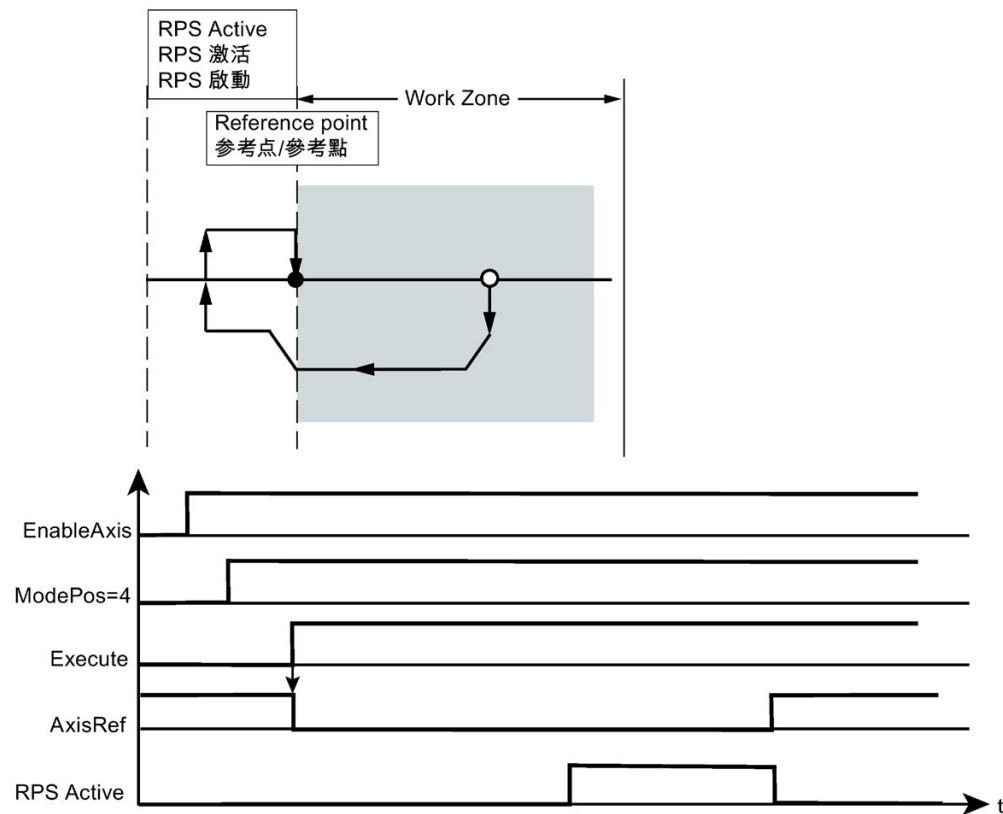 RPS Active
RPS 激活
RPS 啟動
Work Zone
Reference point
参考点/參考點
EnableAxis
ModePos=4
Execute
AxisRef
RPS Active
t